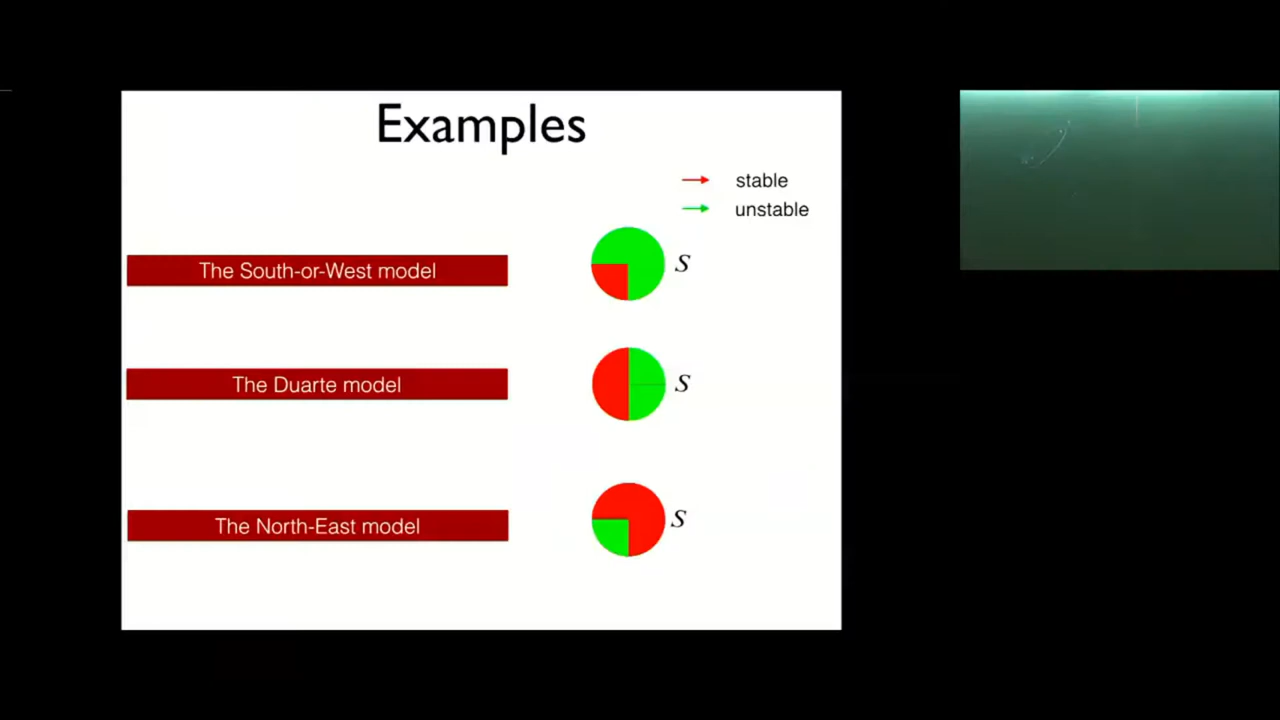 Examples
stable
unstable
The South-or-West model
S
The Duarte model
S
The North-East model
S